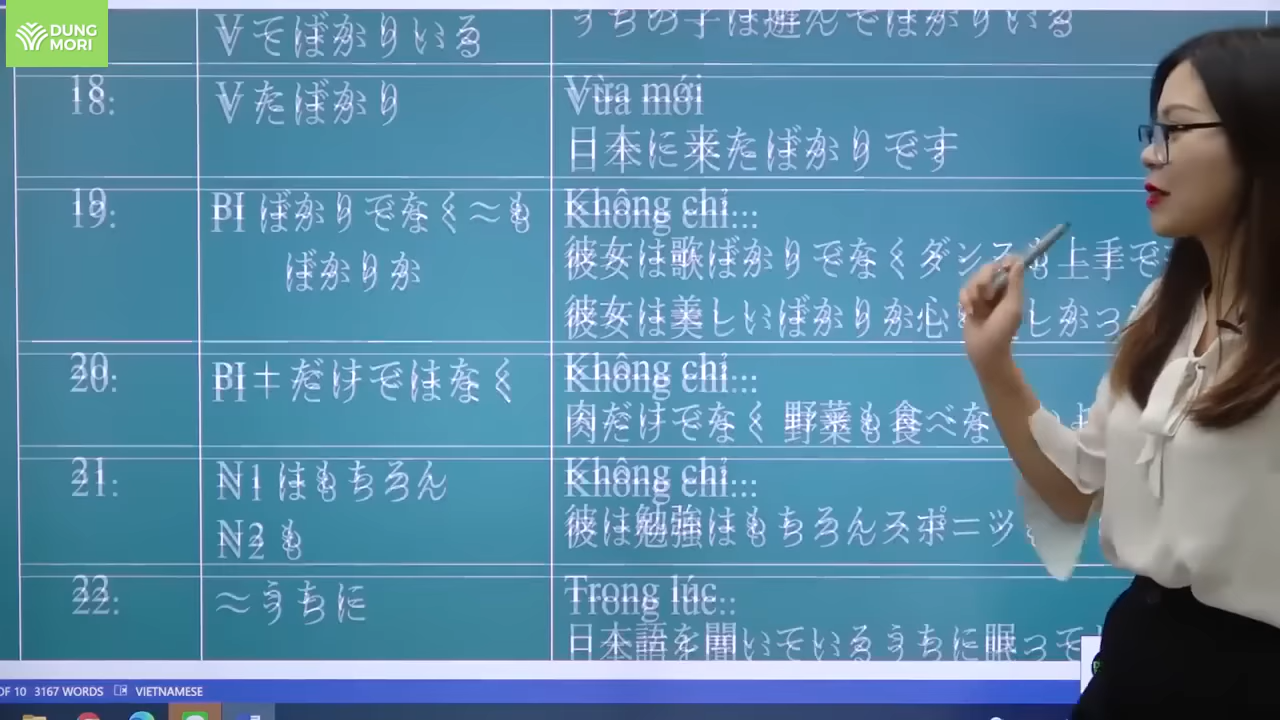 DUNG
MORI
V てばかりいる
うちの子は遊んでばかりいる
18:
V たばかり
Vừa mới
日本に来たばかりです
19:
PI ばかりでなく～も
ばかりか
Không chỉ...
彼女は歌ばかりでなくダンスも上手で
彼女は美しいばかりか心
しかっ
20:
PI＋だけではなく
Không chỉ...
肉だけでなく 野菜も食べな
21:
N1 はもちろん
N2 も
Không chỉ...
彼は勉強はもちろんスポーツ
22:
～うちに
Trong lúc..
日本語を聞いているうちに眠って
OF 10 3167 WORDS VIETNAMESE